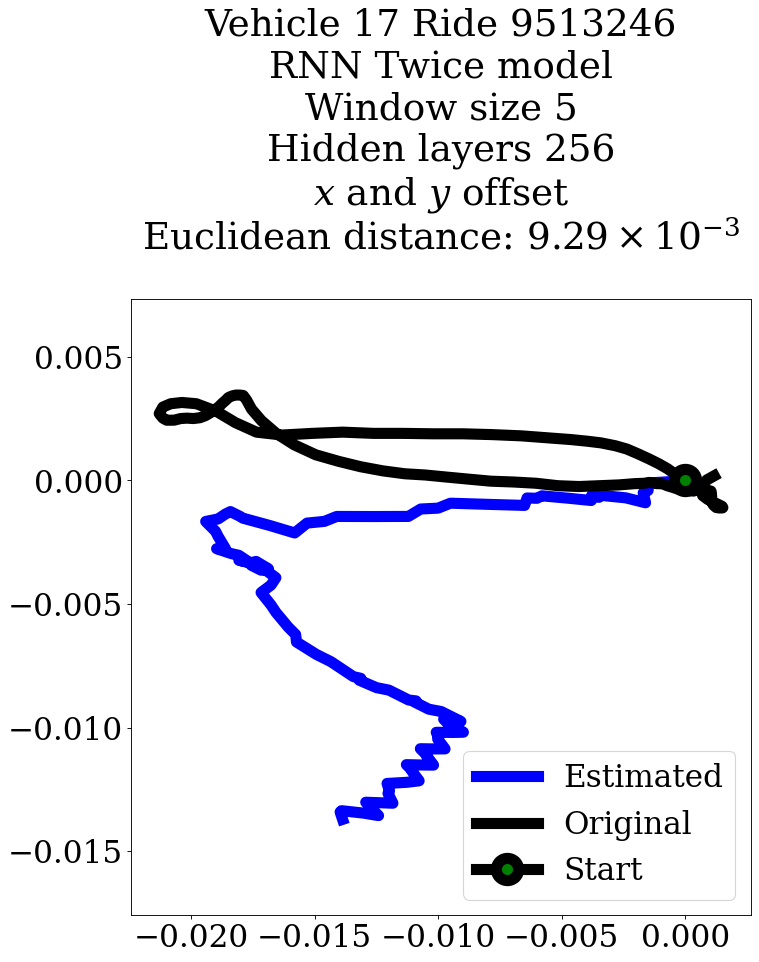 Vehicle 17 Ride 9513246
RNN Twice model
Window size 5
Hidden layers 256
x and y offset
Euclidean distance: 9.29 × 10⁻³
0.005
0.000
−0.005
−0.010
−0.015
Estimated
Original
Start
−0.020 −0.015 −0.010 −0.005 0.000